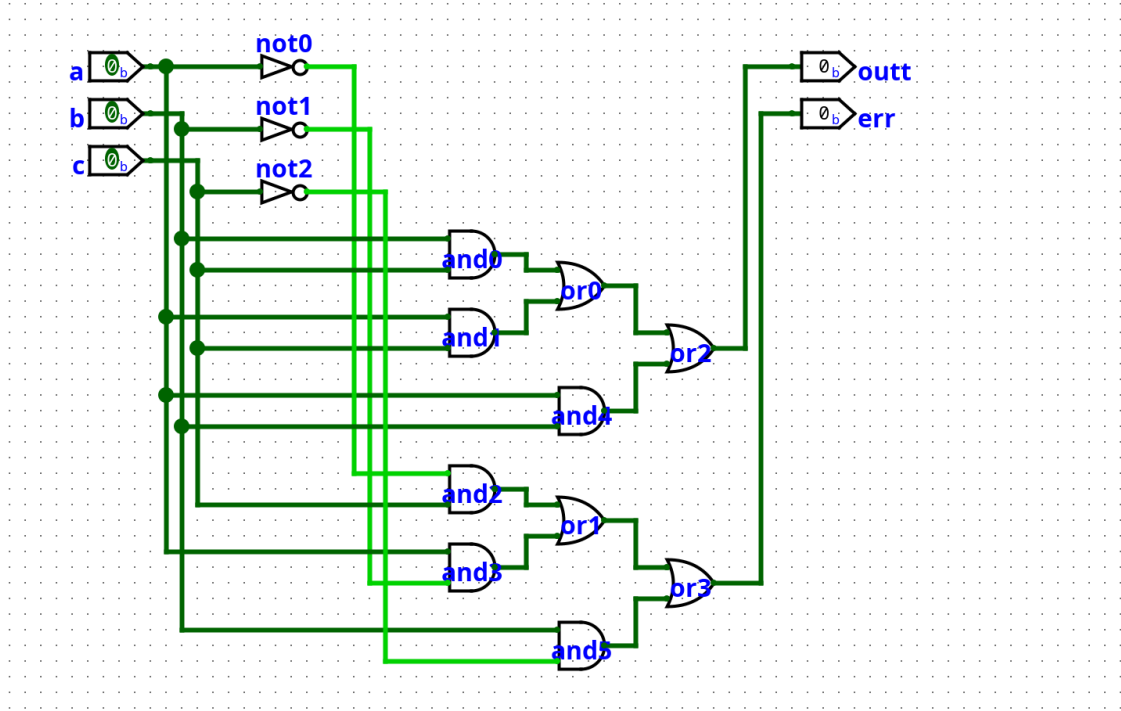 not0
a 0b
outt 0b
not1
b 0b
err 0b
c 0b
not2
and0
or0
and1
or2
and4
and2
or1
and3
or3
and5